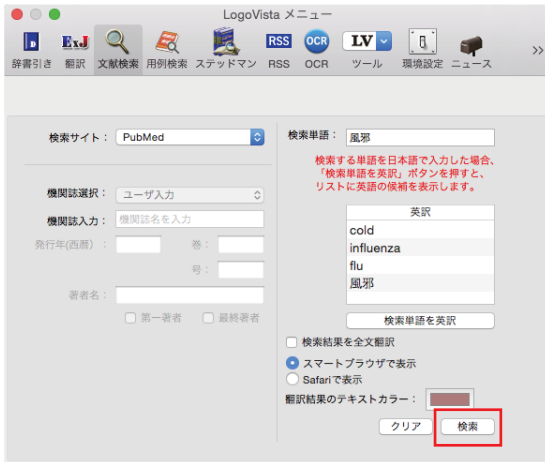 LogoVista メニュー
辞書引き 翻訳 文献検索 用例検索 ステッドマン RSS OCR ツール 環境設定 ニュース
D ExJ RSS OCR LV
検索サイト： PubMed
機関誌選択： ユーザ入力
機関誌入力： 機関誌名を入力
発行年(西暦)： 巻：
号：
著者名：
第一著者 最終著者
検索単語： 風邪
検索する単語を日本語で入力した場合、
「検索単語を英訳」ボタンを押すと、
リストに英語の候補を表示します。
英訳
cold
influenza
flu
風邪
検索単語を英訳
検索結果を全文翻訳
スマートブラウザで表示
Safariで表示
翻訳結果のテキストカラー：
クリア 検索